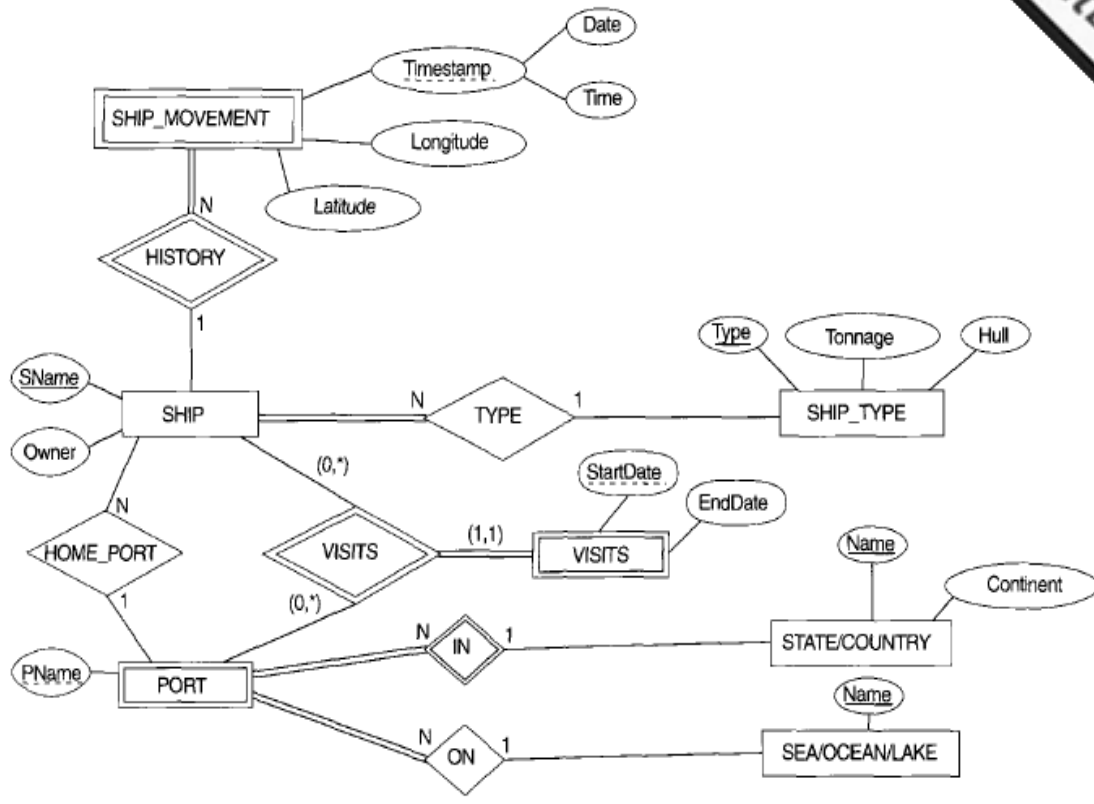 Date
Timestamp
Time
SHIP_MOVEMENT
Longitude
N
Latitude
HISTORY
1
Type
Tonnage
Hull
SName
SHIP
N
TYPE
1
SHIP_TYPE
Owner
(0,*)
StartDate
EndDate
N
HOME_PORT
VISITS
(1,1)
VISITS
Name
Continent
1
(0,*)
N
IN
1
STATE/COUNTRY
PName
PORT
Name
N
ON
1
SEA/OCEAN/LAKE